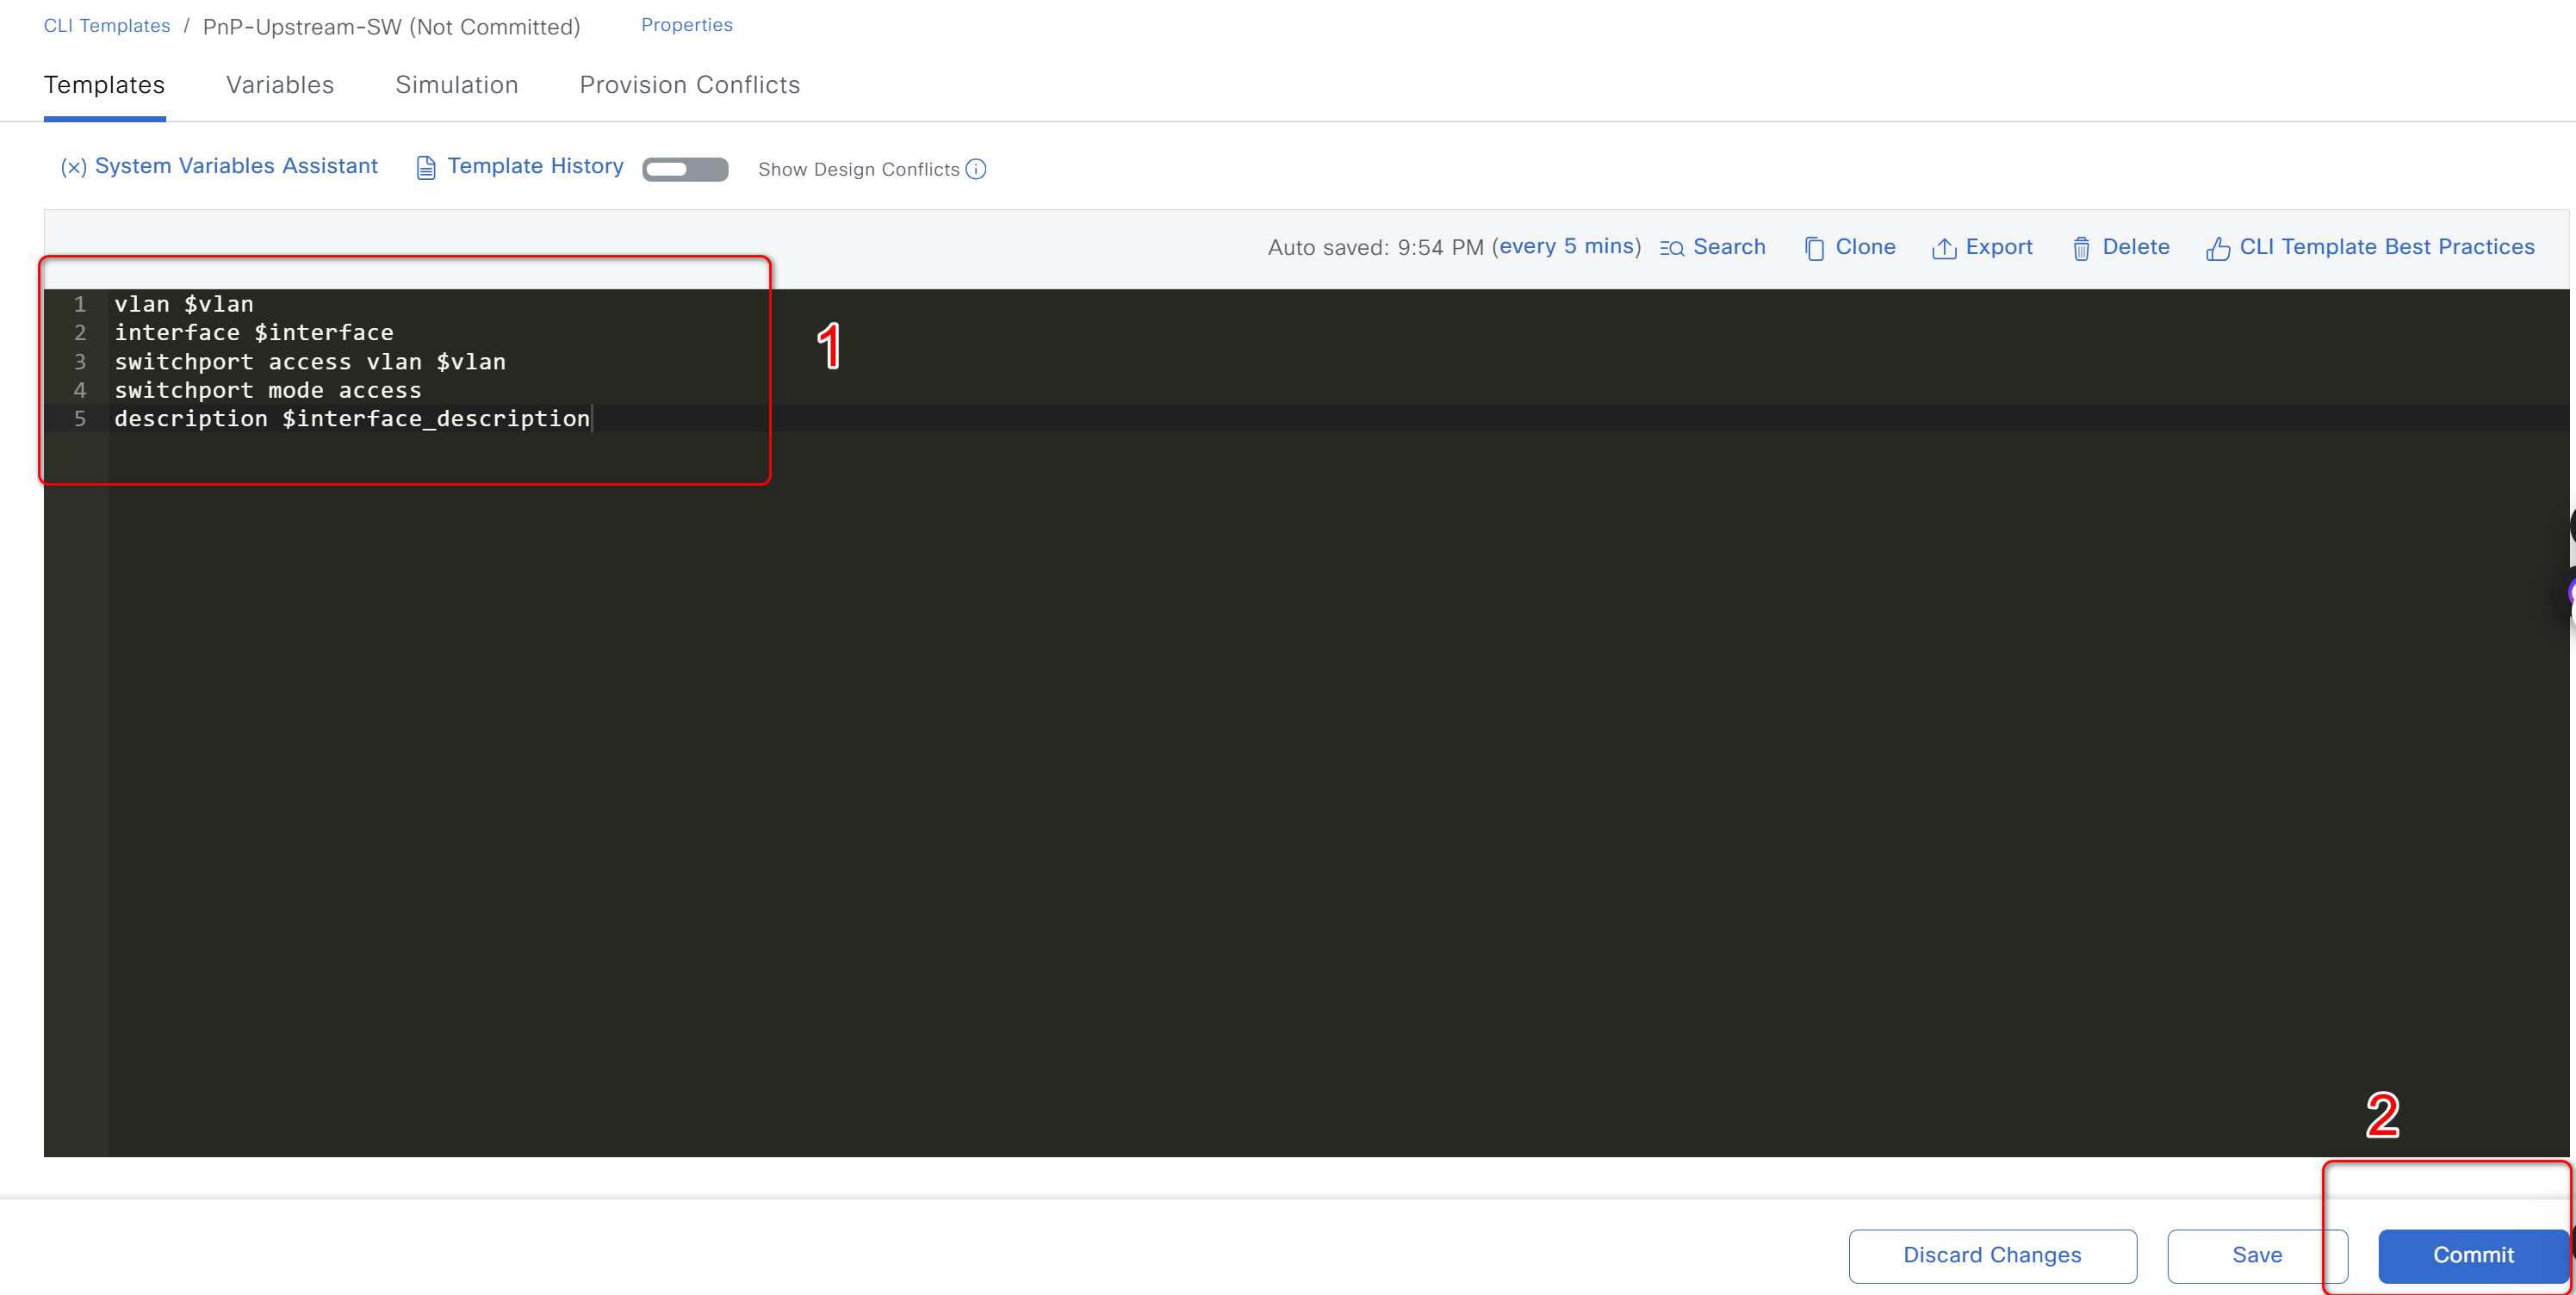 CLI Templates / PnP-Upstream-SW (Not Committed) Properties
Templates Variables Simulation Provision Conflicts
(×) System Variables Assistant Template History Show Design Conflicts
Auto saved: 9:54 PM (every 5 mins) Search Clone Export Delete CLI Template Best Practices
1 vlan $vlan
2 interface $interface
3 switchport access vlan $vlan
4 switchport mode access
5 description $interface_description
1
2
Discard Changes Save Commit